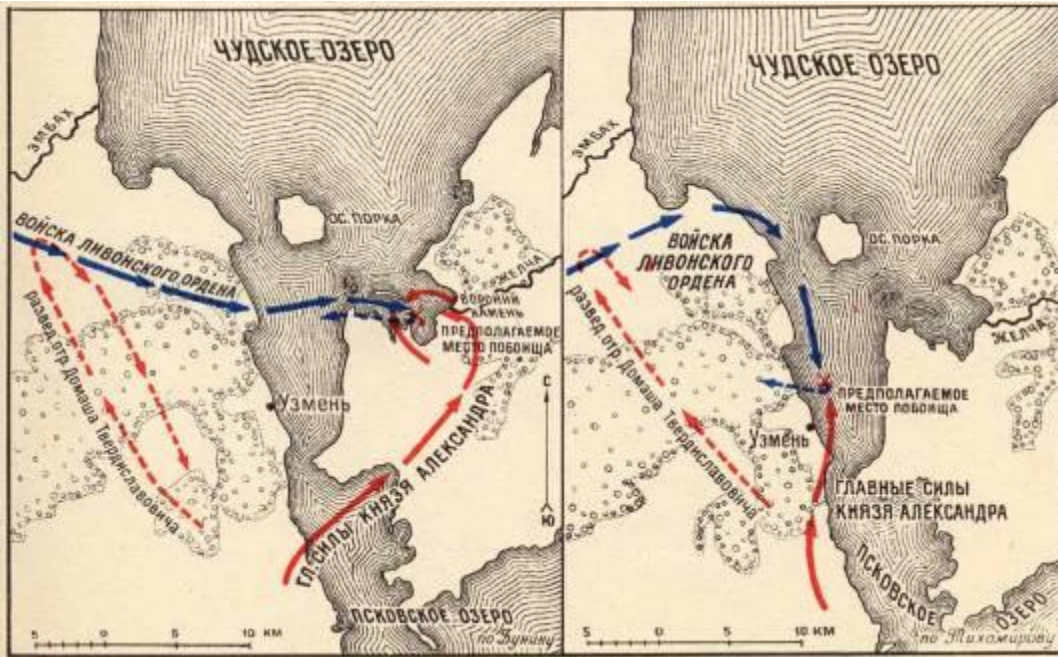 ЧУДСКОЕ ОЗЕРО
ЭМБАХ
ОС. ПОРКА
ВОЙСКА ЛИВОНСКОГО ОРДЕНА
ЖЕЛЧА
ВОРОНИЙ
КАМЕНЬ
ПРЕДПОЛАГАЕМОЕ
МЕСТО ПОБОИЩА
развед. отр. Домаша Твердиславовича
Узмень
С
Ю
ГЛ. СИЛЫ КНЯЗЯ АЛЕКСАНДРА
ПСКОВСКОЕ ОЗЕРО
5 0 5 10 КМ
по Бунину
ЧУДСКОЕ ОЗЕРО
ЭМБАХ
ОС. ПОРКА
ВОЙСКА
ЛИВОНСКОГО
ОРДЕНА
ЖЕЛЧА
развед. отр. Домаша Твердиславовича
ПРЕДПОЛАГАЕМОЕ
МЕСТО ПОБОИЩА
Узмень
ГЛАВНЫЕ СИЛЫ
КНЯЗЯ АЛЕКСАНДРА
ПСКОВСКОЕ
ОЗЕРО
5 0 5 10 КМ
по Тихомирову